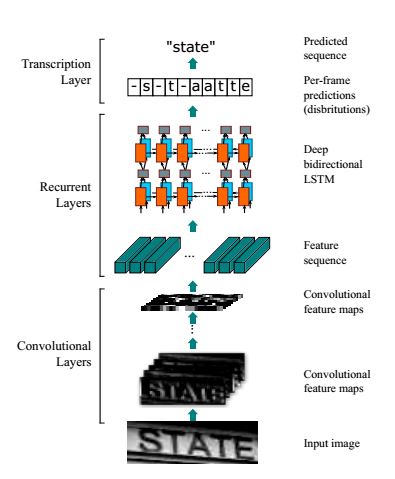 "state"
Predicted
sequence
Transcription
Layer
-s-t-aattte
Per-frame
predictions
(disbritutions)
...
Deep
bidirectional
LSTM
...
Recurrent
Layers
...
Feature
sequence
Convolutional
feature maps
...
Convolutional
Layers
STATE
Convolutional
feature maps
STATE
Input image